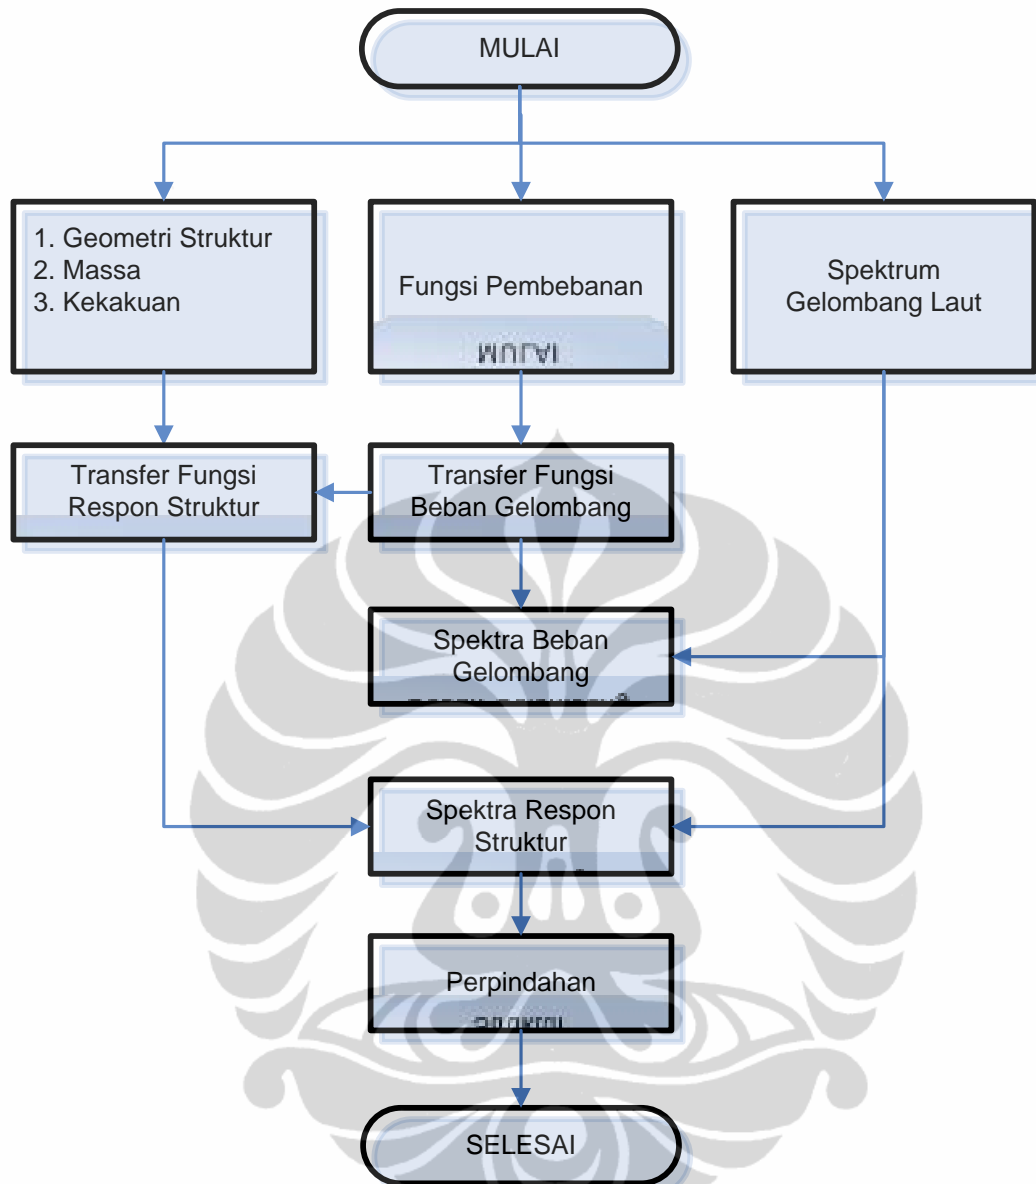 MULAI
1. Geometri Struktur
2. Massa
3. Kekakuan
Fungsi Pembebanan
Spektrum
Gelombang Laut
Transfer Fungsi
Respon Struktur
Transfer Fungsi
Beban Gelombang
Spektra Beban
Gelombang
Spektra Respon
Struktur
Perpindahan
SELESAI